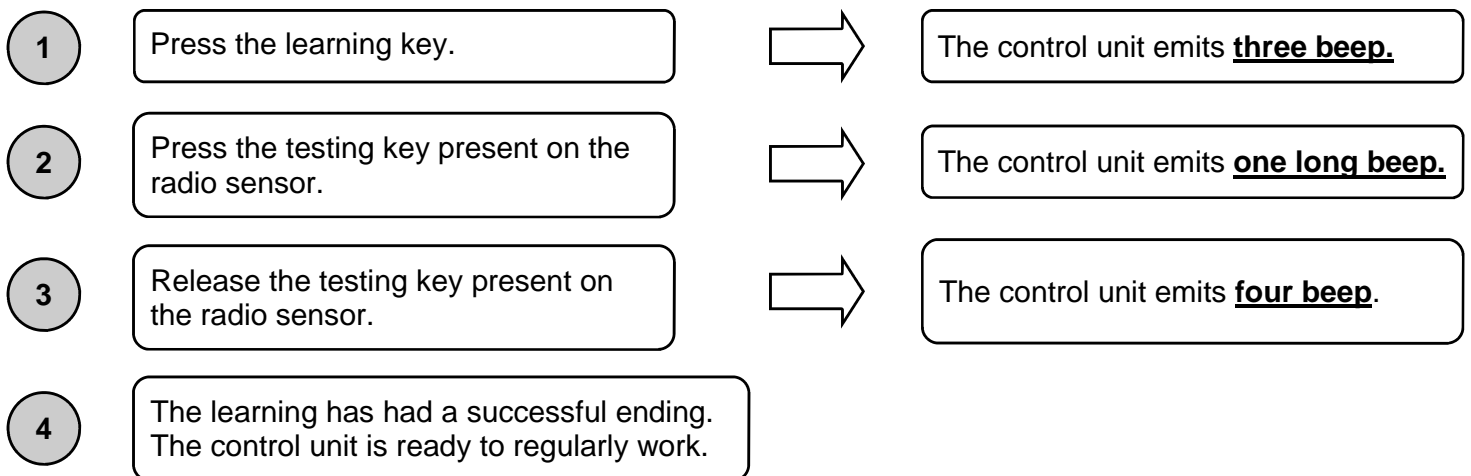 1
Press the learning key.
The control unit emits three beep.
2
Press the testing key present on the
radio sensor.
The control unit emits one long beep.
3
Release the testing key present on
the radio sensor.
The control unit emits four beep.
4
The learning has had a successful ending.
The control unit is ready to regularly work.